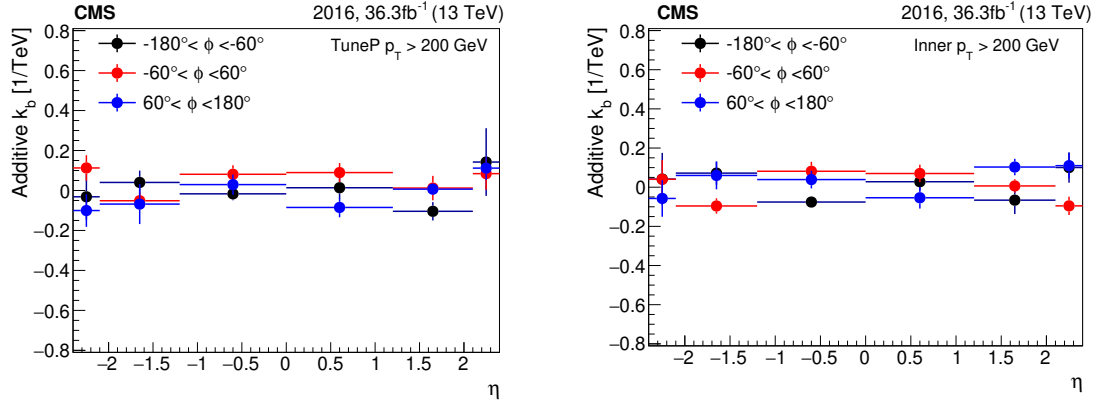 CMS
2016, 36.3fb⁻¹ (13 TeV)
Additive k_b [1/TeV]
0.8
0.6
0.4
0.2
0
−0.2
−0.4
−0.6
−0.8
-180°< ϕ <-60°
-60°< ϕ <60°
60°< ϕ <180°
TuneP p_T > 200 GeV
−2 −1.5 −1 −0.5 0 0.5 1 1.5 2
η
CMS
2016, 36.3fb⁻¹ (13 TeV)
Additive k_b [1/TeV]
0.8
0.6
0.4
0.2
0
−0.2
−0.4
−0.6
−0.8
-180°< ϕ <-60°
-60°< ϕ <60°
60°< ϕ <180°
Inner p_T > 200 GeV
−2 −1.5 −1 −0.5 0 0.5 1 1.5 2
η